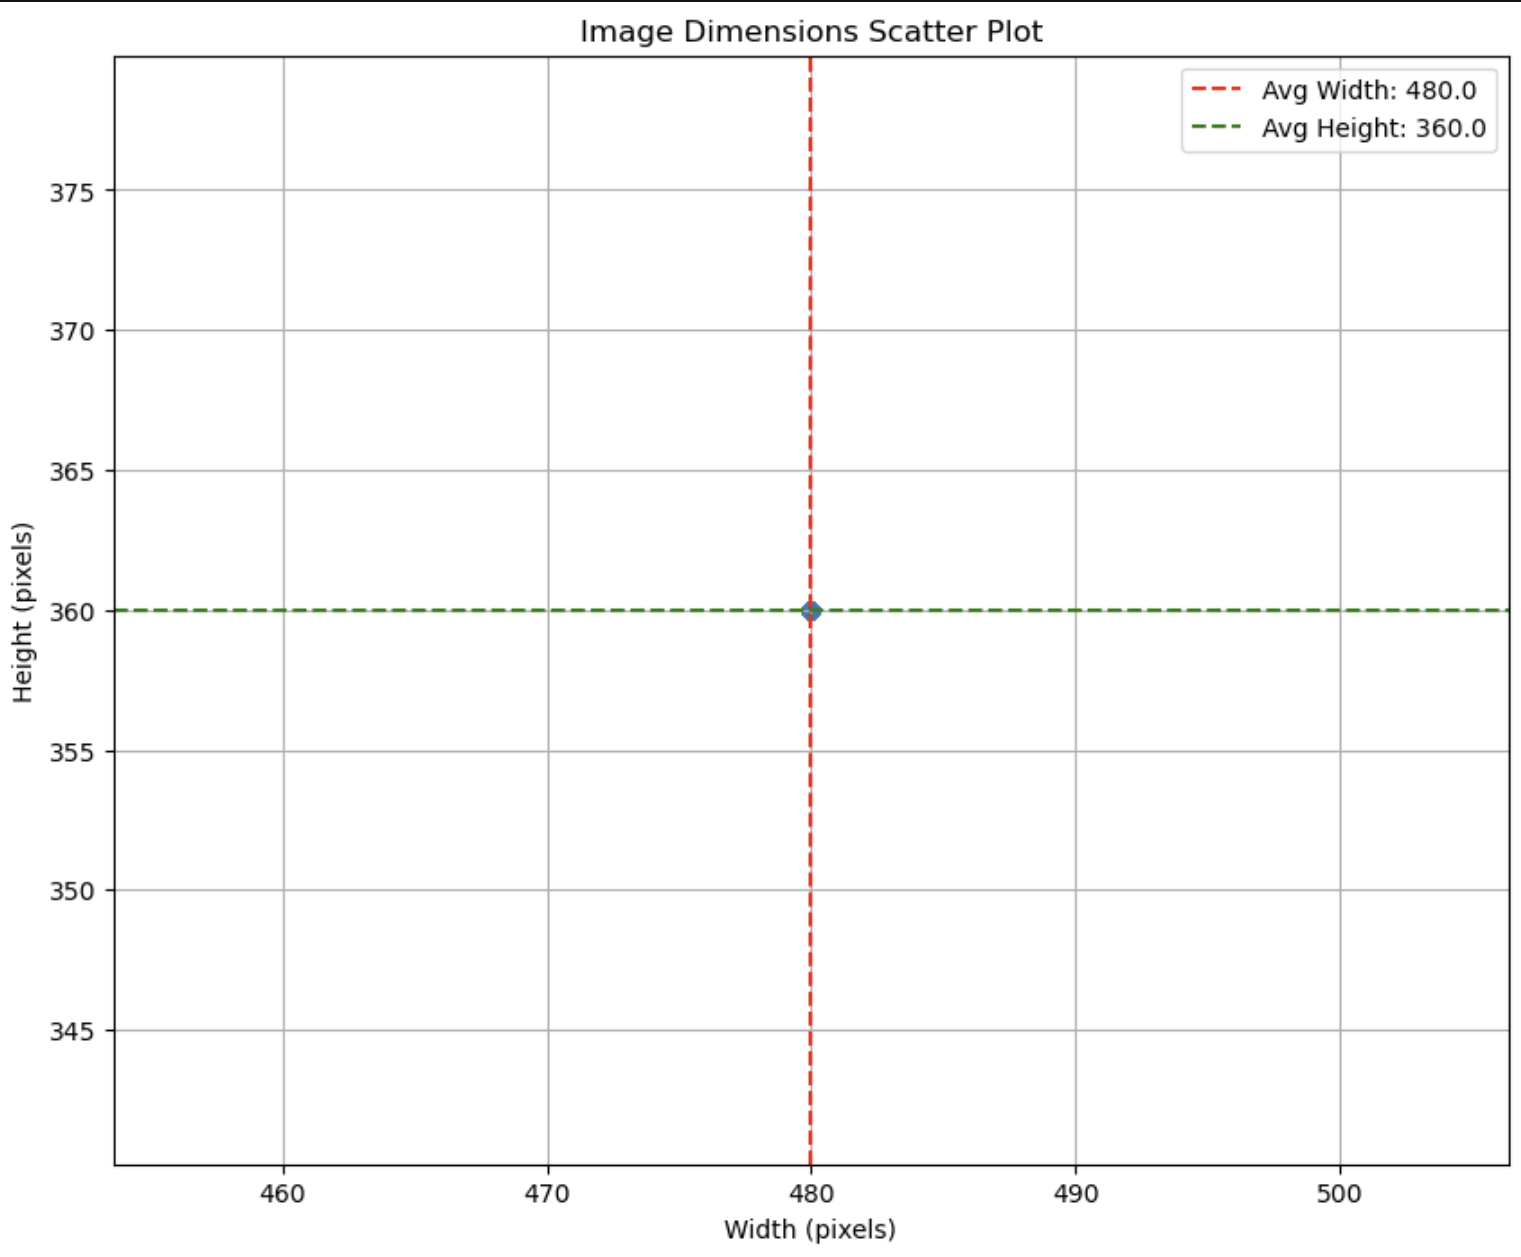 Image Dimensions Scatter Plot
Avg Width: 480.0
Avg Height: 360.0
375
370
365
360
355
350
345
Height (pixels)
460 470 480 490 500
Width (pixels)